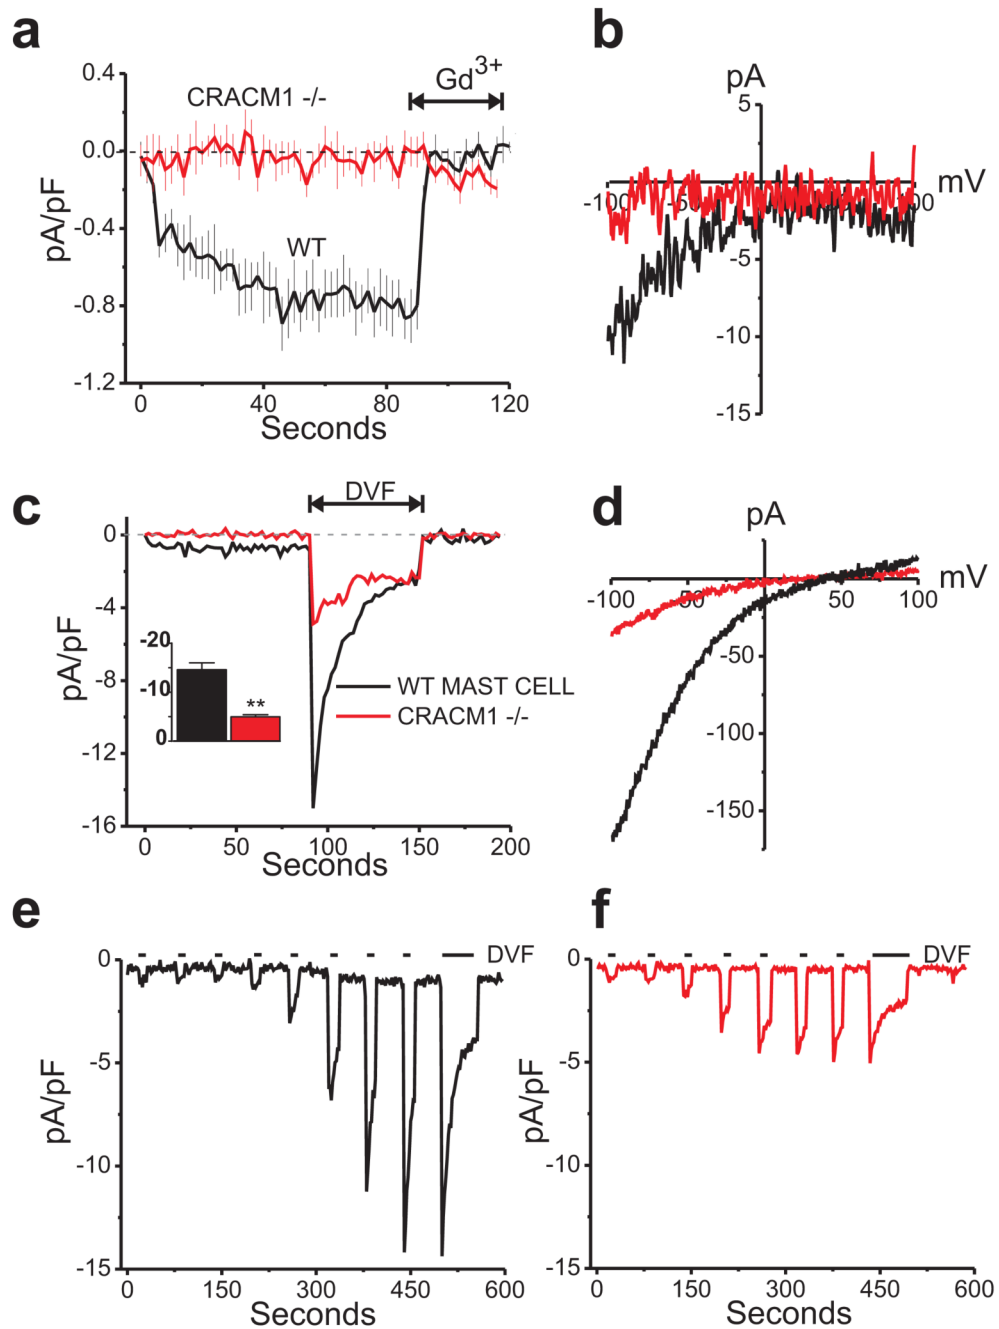 a
0.4
0.0
-0.4
-0.8
-1.2
pA/pF
CRACM1 -/-
Gd3+
WT
0 40 80 120
Seconds
b
pA
5
mV
-100 -50 100
-5
-10
-15
c
DVF
0
-4
-8
-12
-16
pA/pF
-20
-10
0
**
WT MAST CELL
CRACM1 -/-
0 50 100 150 200
Seconds
d
pA
mV
-100 -50 50 100
-50
-100
-150
e
DVF
0
-5
-10
-15
pA/pF
0 150 300 450 600
Seconds
f
DVF
0
-5
-10
-15
pA/pF
0 150 300 450 600
Seconds